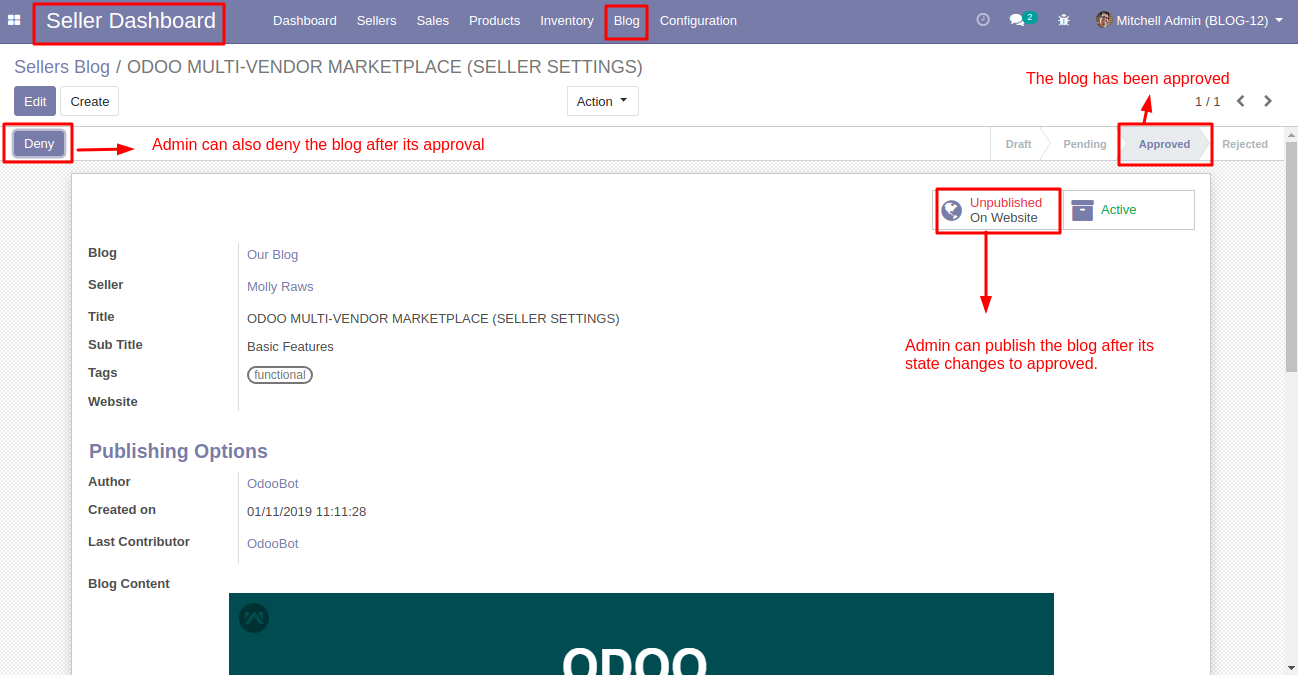 Seller Dashboard Dashboard Sellers Sales Products Inventory Blog Configuration 2 Mitchell Admin (BLOG-12)
Sellers Blog / ODOO MULTI-VENDOR MARKETPLACE (SELLER SETTINGS)
The blog has been approved
Edit Create Action 1 / 1
Deny Admin can also deny the blog after its approval Draft Pending Approved Rejected
Unpublished
On Website
Active
Blog Our Blog
Seller Molly Raws
Title ODOO MULTI-VENDOR MARKETPLACE (SELLER SETTINGS)
Sub Title Basic Features
Admin can publish the blog after its
state changes to approved.
Tags functional
Website
Publishing Options
Author OdooBot
Created on 01/11/2019 11:11:28
Last Contributor OdooBot
Blog Content
ODOO